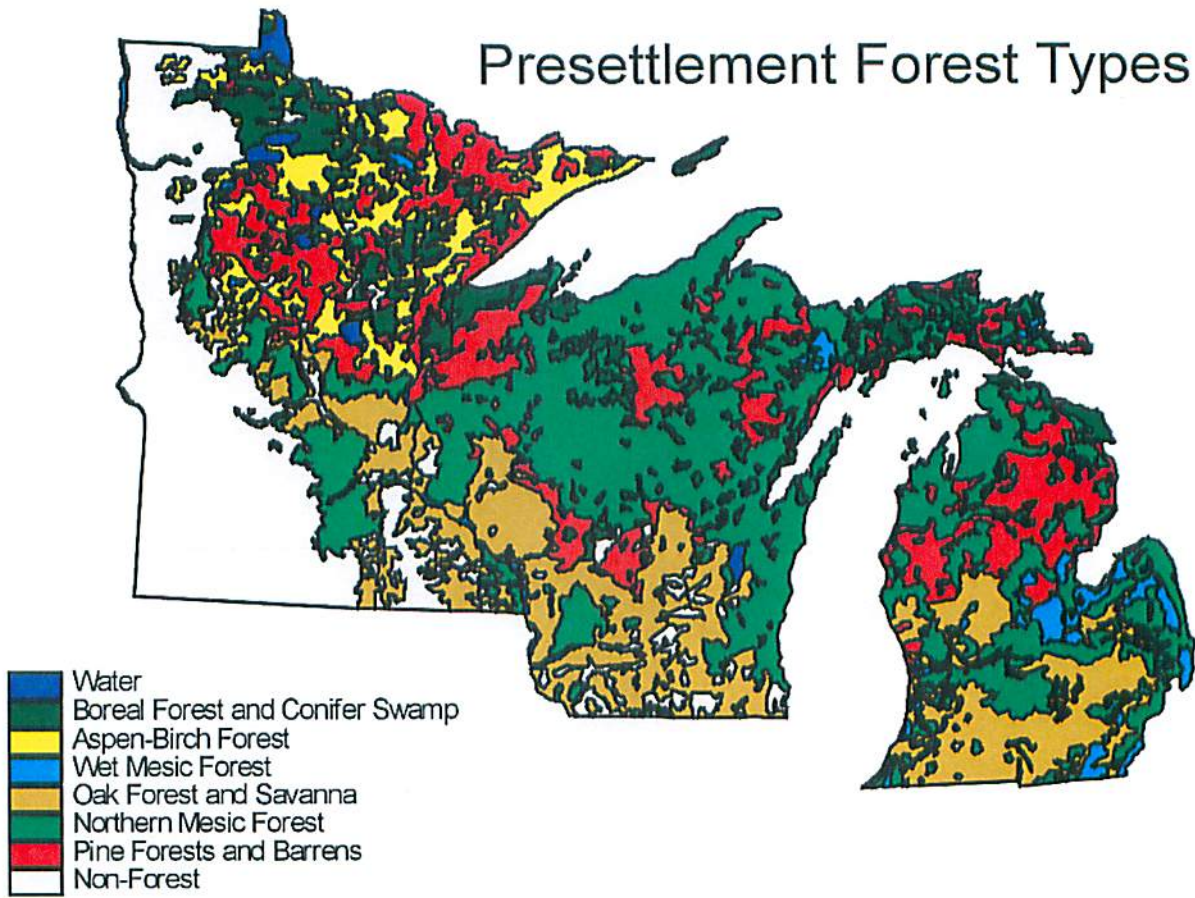 Presettlement Forest Types
Water
Boreal Forest and Conifer Swamp
Aspen-Birch Forest
Wet Mesic Forest
Oak Forest and Savanna
Northern Mesic Forest
Pine Forests and Barrens
Non-Forest